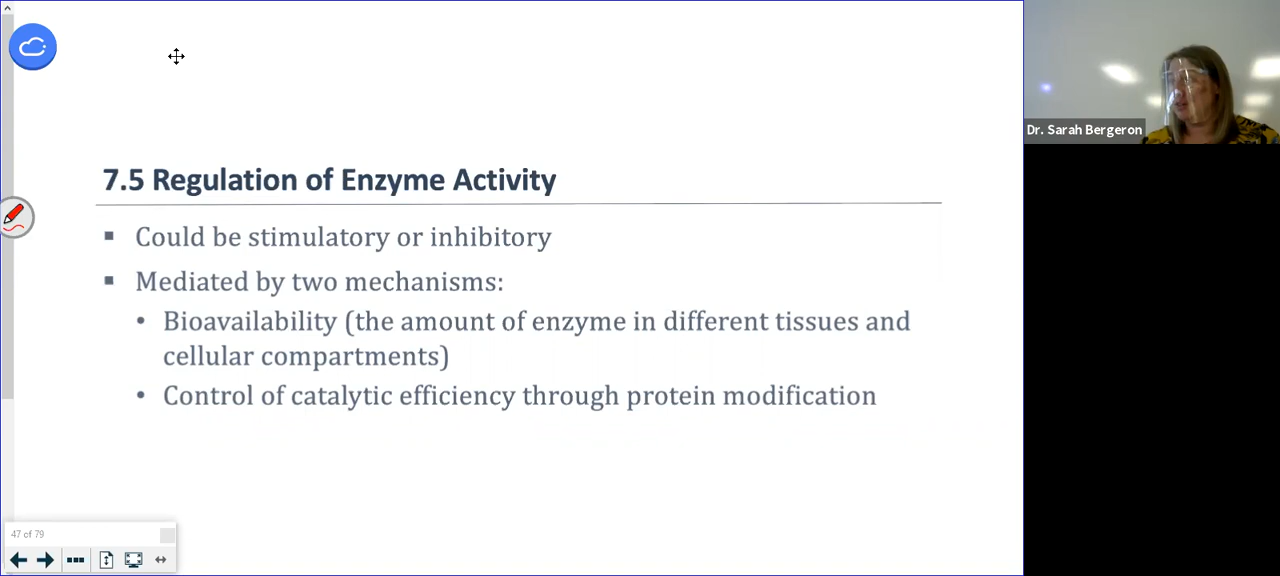 Dr. Sarah Bergeron
7.5 Regulation of Enzyme Activity
▪ Could be stimulatory or inhibitory
▪ Mediated by two mechanisms:
• Bioavailability (the amount of enzyme in different tissues and
cellular compartments)
• Control of catalytic efficiency through protein modification
47 of 79